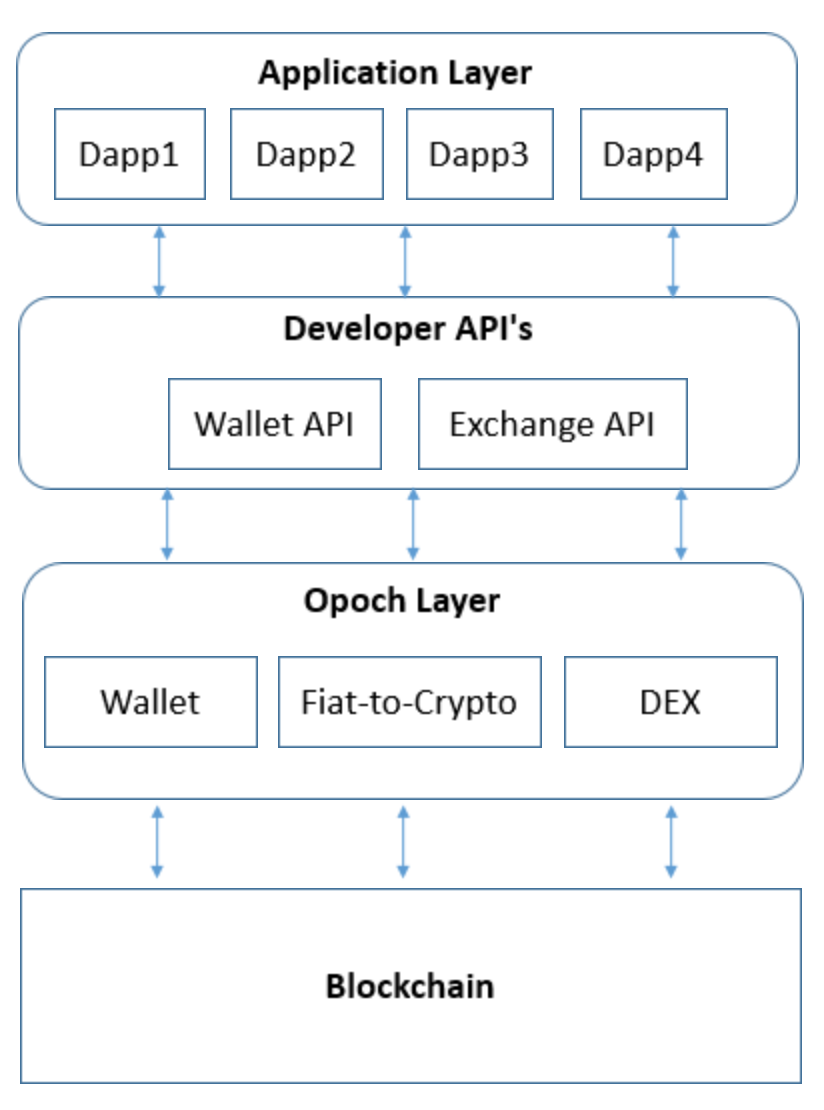 Application Layer
Dapp1 Dapp2 Dapp3 Dapp4
Developer API's
Wallet API Exchange API
Opoch Layer
Wallet Fiat-to-Crypto DEX
Blockchain